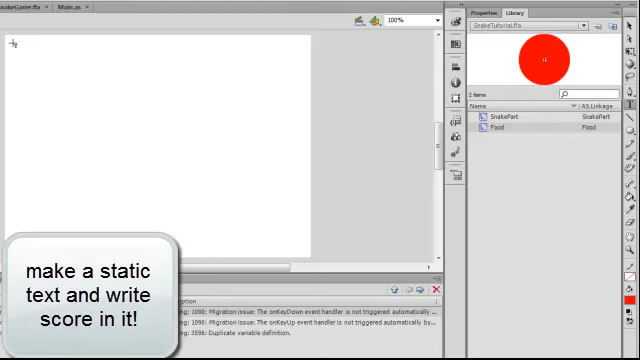 nakeGame.fla
Main.as
100%
Properties
Library
SnakeTutorial.fla
2 items
Name
AS Linkage
SnakePart
SnakePart
Food
Food
T
make a static
text and write
score in it!
ription
ing: 1090: Migration issue: The onKeyDown event handler is not triggered automatically
ing: 1090: Migration issue: The onKeyUp event handler is not triggered automatically by
ing: 3596: Duplicate variable definition.